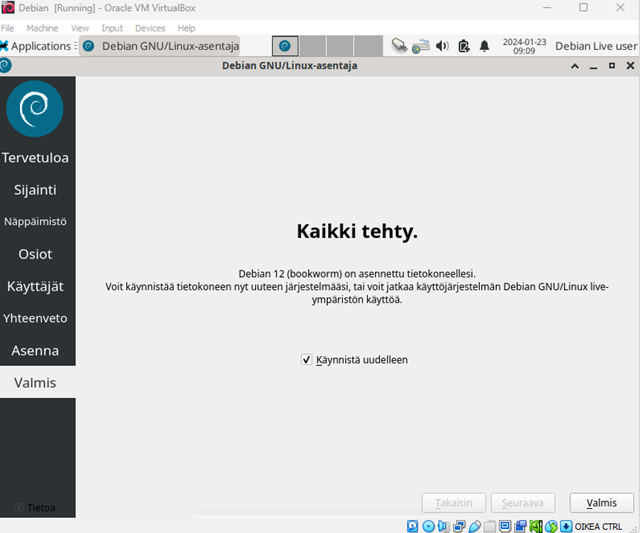 Debian [Running] - Oracle VM VirtualBox
File Machine View Input Devices Help
Applications Debian GNU/Linux-asentaja 2024-01-23 Debian Live user
09:09
Debian GNU/Linux-asentaja
Tervetuloa
Sijainti
Näppäimistö
Osiot
Käyttäjät
Yhteenveto
Asenna
Valmis
Tietoa
Kaikki tehty.
Debian 12 (bookworm) on asennettu tietokoneellesi.
Voit käynnistää tietokoneen nyt uuteen järjestelmääsi, tai voit jatkaa käyttöjärjestelmän Debian GNU/Linux live-
ympäristön käyttöä.
Käynnistä uudelleen
Takaisin Seuraava Valmis
OIKEA CTRL